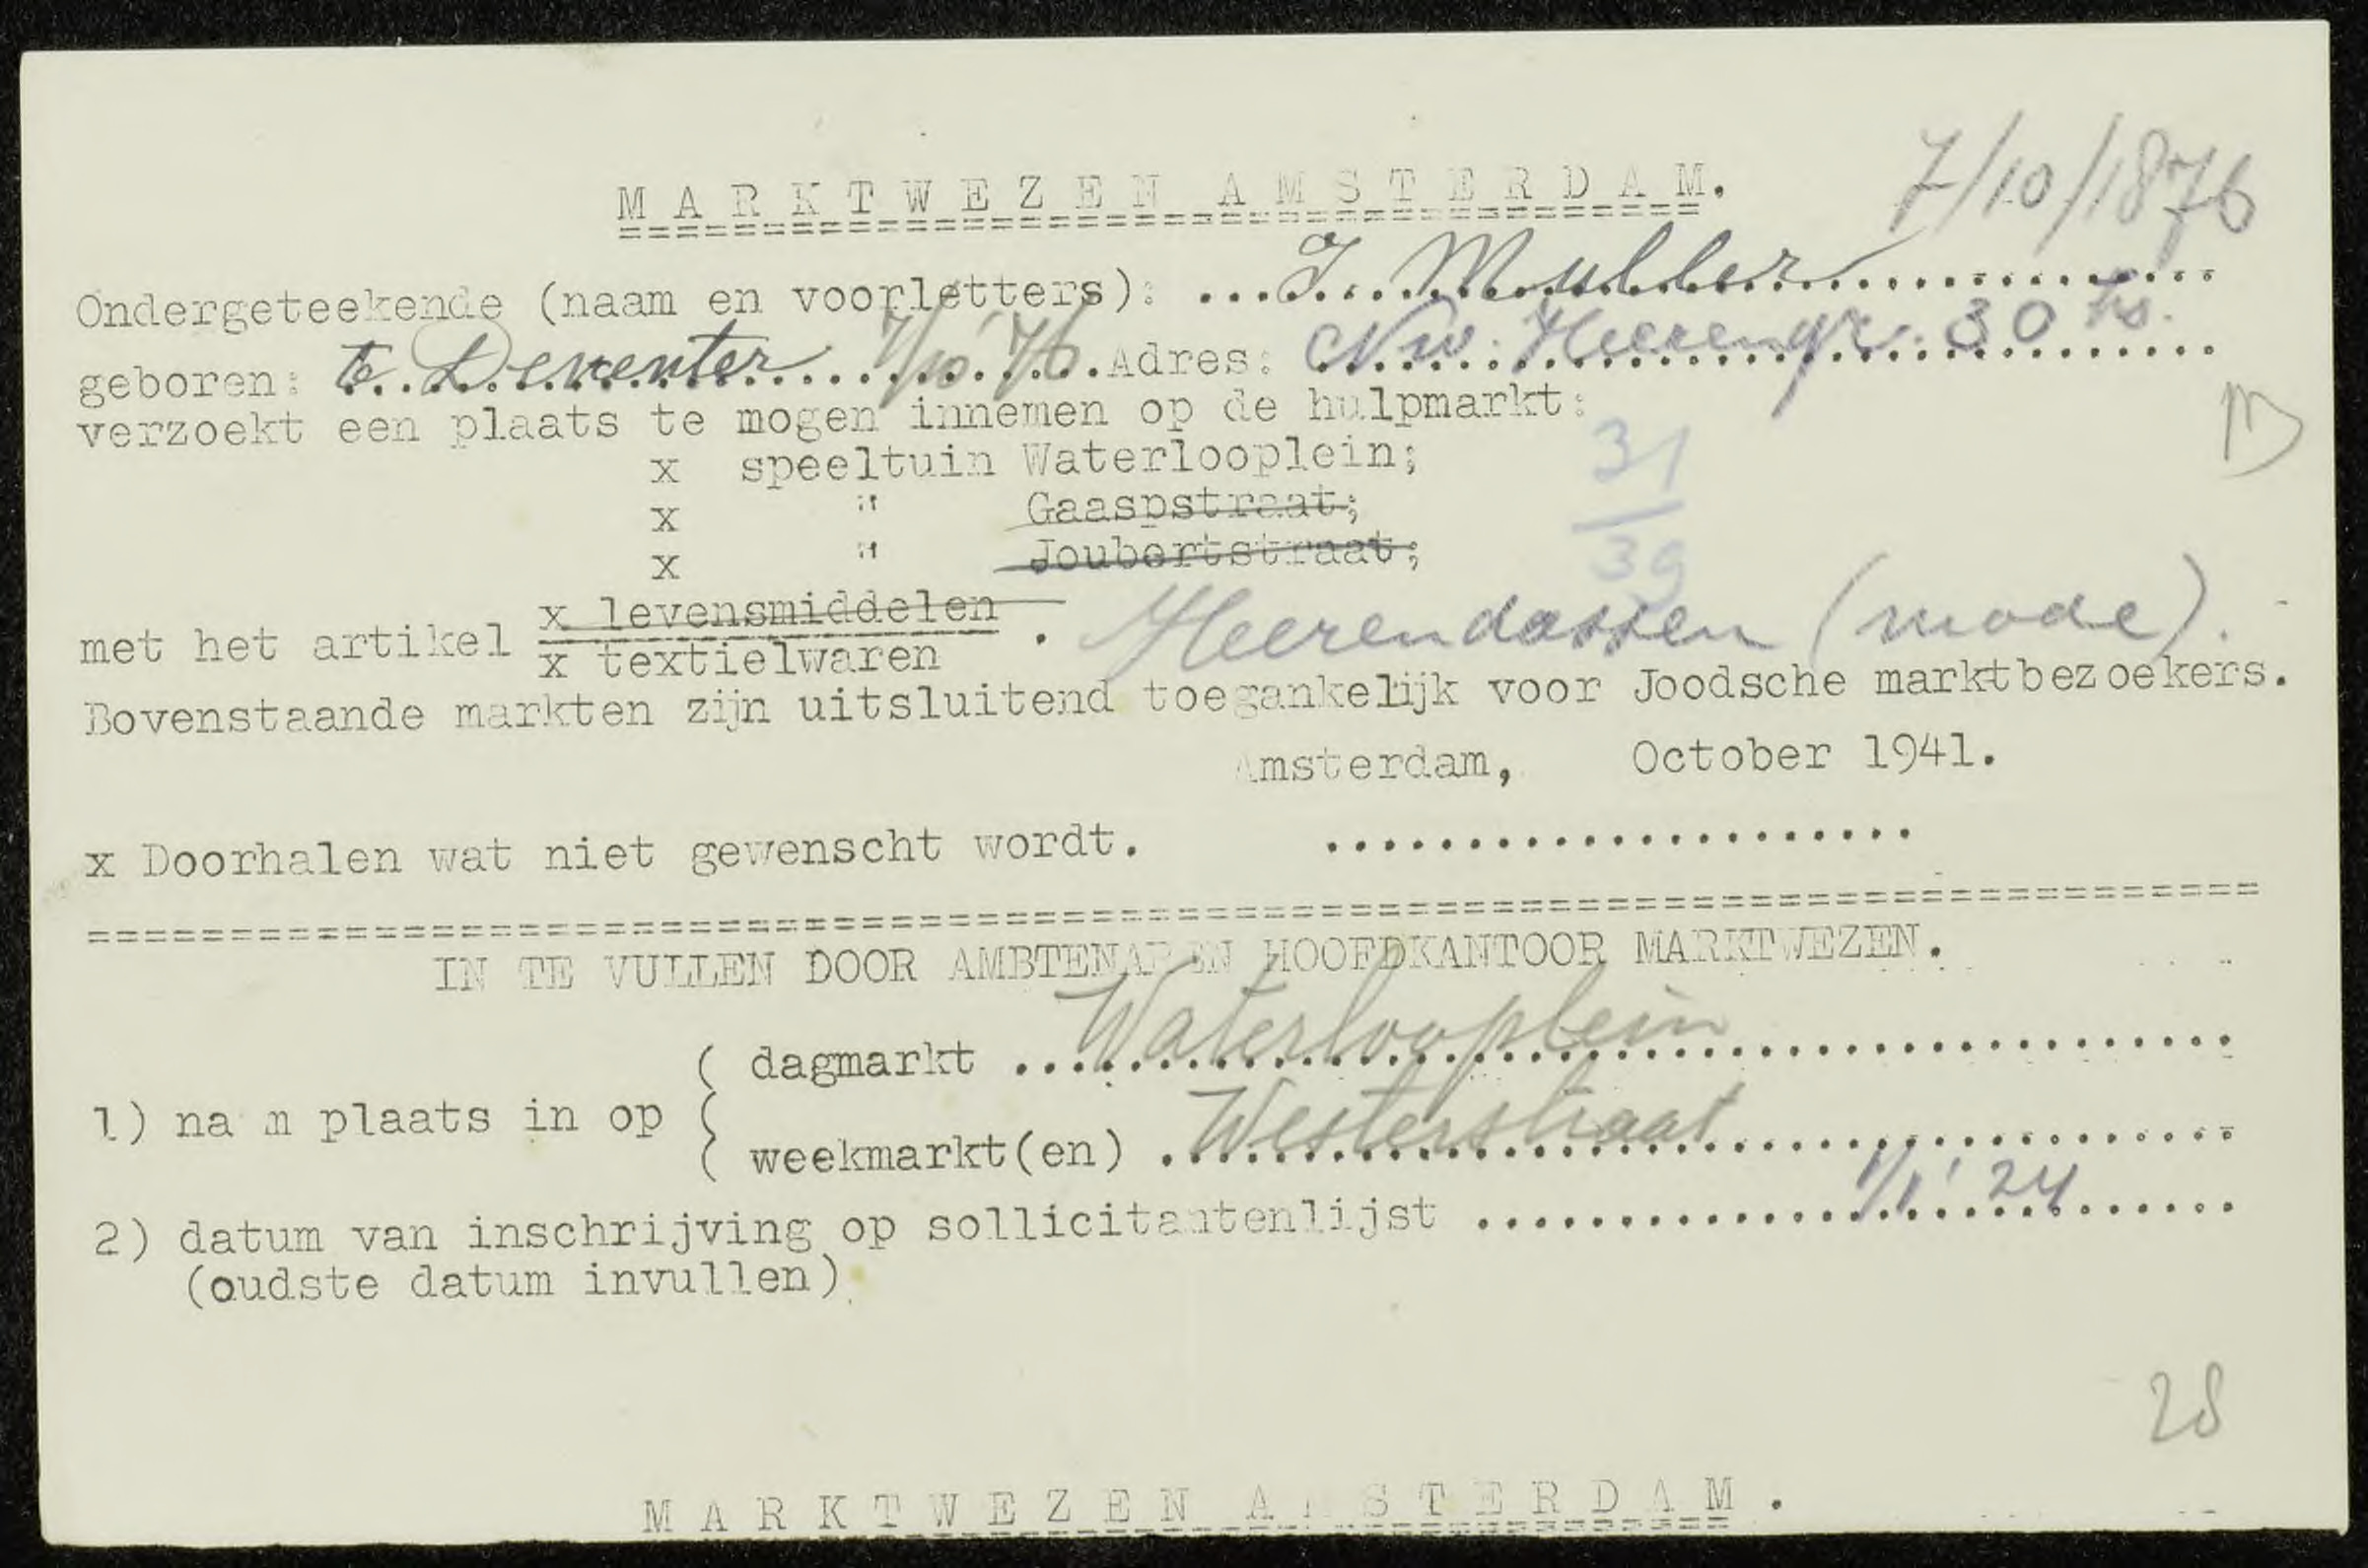 7/10/1876
MARKTWEZEN AMSTERDAM.
Ondergeteekende (naam en voorletters): ...J. Muller...
geboren: te Deventer 7/10 '76. Adres: Nw. Heerengr. 30 hs.
verzoekt een plaats te mogen innemen op de hulpmarkt:
x speeltuin Waterlooplein;
x " Gaaspstraat;
x " Joubertstraat;
31
39
x levensmiddelen
met het artikel . Heerendassen (mode).
x textielwaren
Bovenstaande markten zijn uitsluitend toegankelijk voor Joodsche marktbezoekers.
Amsterdam, October 1941.
x Doorhalen wat niet gewenscht wordt. .....................
IN TE VULLEN DOOR AMBTENAREN HOOFDKANTOOR MARKTWEZEN.
( dagmarkt ...Waterlooplein...
1) na m plaats in op (
( weekmarkt(en) .Westerstraat...
2) datum van inschrijving op sollicitantenlijst ...1/1 '24...
(oudste datum invullen)
28
MARKTWEZEN AMSTERDAM.